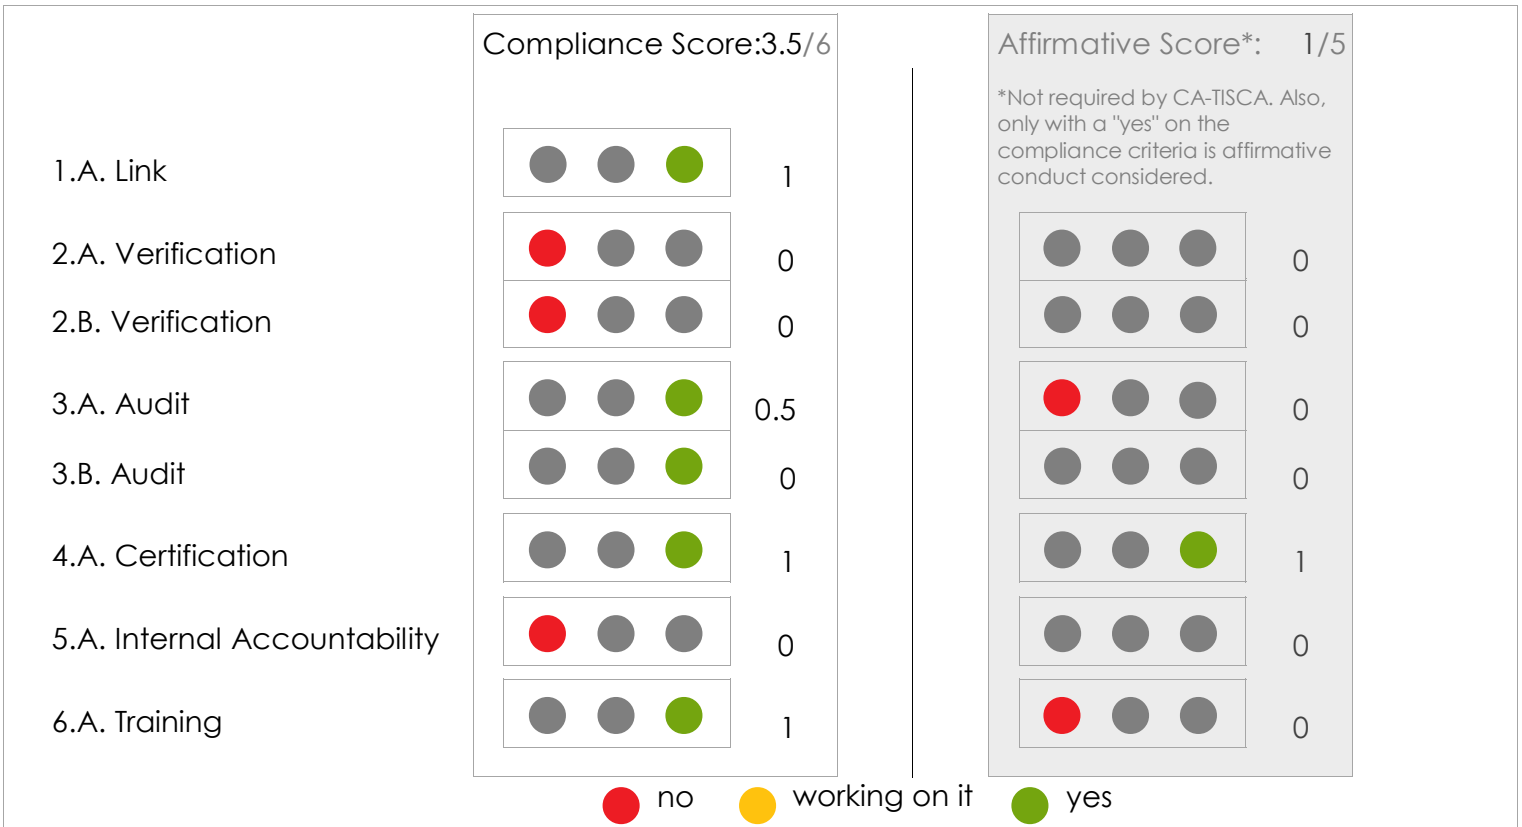 Compliance Score:3.5/6
Affirmative Score*: 1/5
*Not required by CA-TISCA. Also,
only with a "yes" on the
compliance criteria is affirmative
conduct considered.
1.A. Link 1
2.A. Verification 0 0
2.B. Verification 0 0
3.A. Audit 0.5 0
3.B. Audit 0 0
4.A. Certification 1 1
5.A. Internal Accountability 0 0
6.A. Training 1 0
no working on it yes